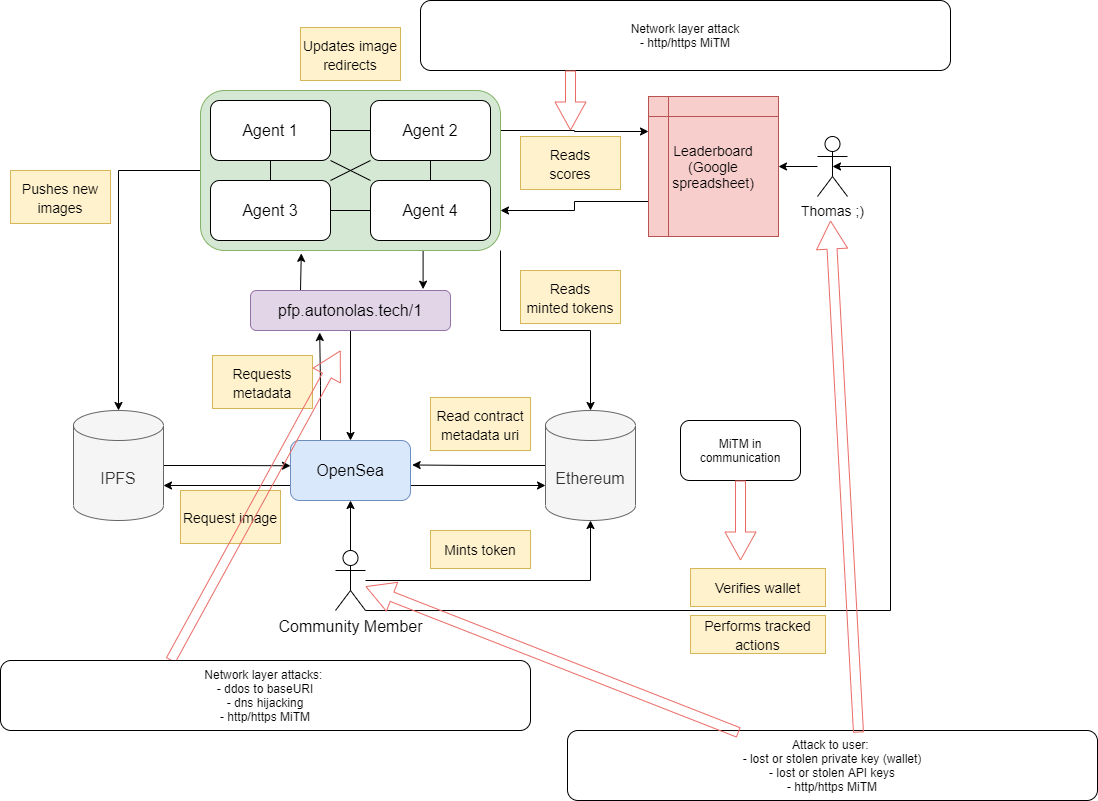 Network layer attack
- http/https MiTM
Updates image
redirects
Agent 1
Agent 2
Agent 3
Agent 4
Reads
scores
Leaderboard
(Google
spreadsheet)
Thomas ;)
Pushes new
images
pfp.autonolas.tech/1
Reads
minted tokens
Requests
metadata
Read contract
metadata uri
IPFS
OpenSea
Ethereum
MiTM in
communication
Request image
Mints token
Verifies wallet
Performs tracked
actions
Community Member
Network layer attacks:
- ddos to baseURI
- dns hijacking
- http/https MiTM
Attack to user:
- lost or stolen private key (wallet)
- lost or stolen API keys
- http/https MiTM